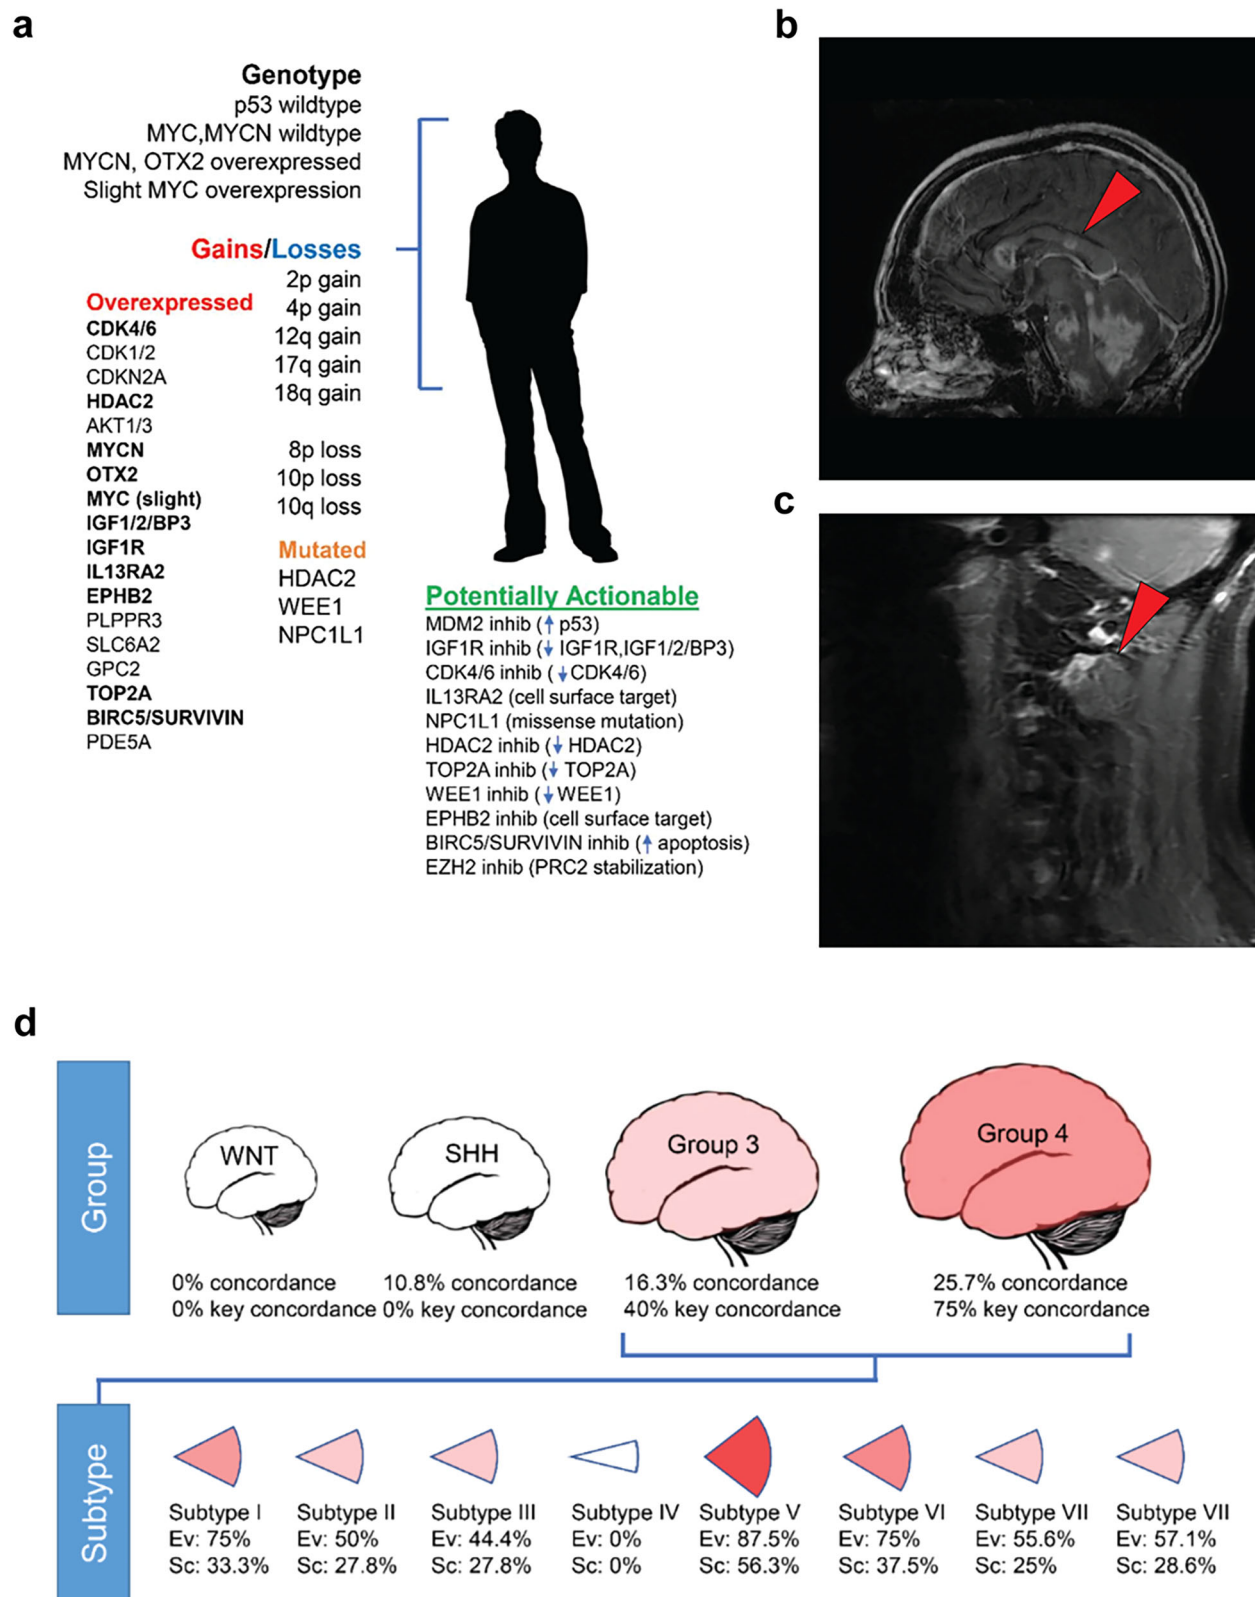 a
Genotype
p53 wildtype
MYC,MYCN wildtype
MYCN, OTX2 overexpressed
Slight MYC overexpression
Gains/Losses
2p gain
4p gain
12q gain
17q gain
18q gain
8p loss
10p loss
10q loss
Overexpressed
CDK4/6
CDK1/2
CDKN2A
HDAC2
AKT1/3
MYCN
OTX2
MYC (slight)
IGF1/2/BP3
IGF1R
IL13RA2
EPHB2
PLPPR3
SLC6A2
GPC2
TOP2A
BIRC5/SURVIVIN
PDE5A
Mutated
HDAC2
WEE1
NPC1L1
Potentially Actionable
MDM2 inhib (↑ p53)
IGF1R inhib (↓ IGF1R,IGF1/2/BP3)
CDK4/6 inhib (↓CDK4/6)
IL13RA2 (cell surface target)
NPC1L1 (missense mutation)
HDAC2 inhib (↓ HDAC2)
TOP2A inhib (↓ TOP2A)
WEE1 inhib (↓WEE1)
EPHB2 inhib (cell surface target)
BIRC5/SURVIVIN inhib (↑ apoptosis)
EZH2 inhib (PRC2 stabilization)
b
c
d
Group
WNT
0% concordance
0% key concordance
SHH
10.8% concordance
0% key concordance
Group 3
16.3% concordance
40% key concordance
Group 4
25.7% concordance
75% key concordance
Subtype
Subtype I
Ev: 75%
Sc: 33.3%
Subtype II
Ev: 50%
Sc: 27.8%
Subtype III
Ev: 44.4%
Sc: 27.8%
Subtype IV
Ev: 0%
Sc: 0%
Subtype V
Ev: 87.5%
Sc: 56.3%
Subtype VI
Ev: 75%
Sc: 37.5%
Subtype VII
Ev: 55.6%
Sc: 25%
Subtype VII
Ev: 57.1%
Sc: 28.6%